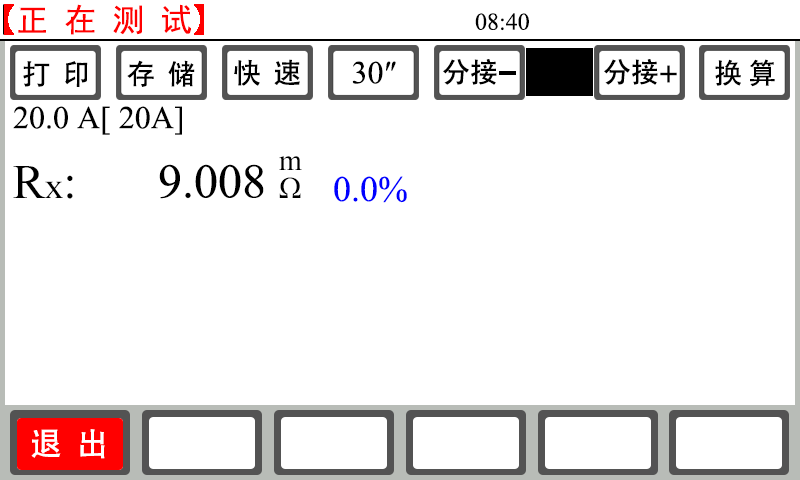 【正在测试】 08:40
打印 存储 快速 30″ 分接- 分接+ 换算
20.0 A[ 20A]
Rx: 9.008 mΩ 0.0%
退出